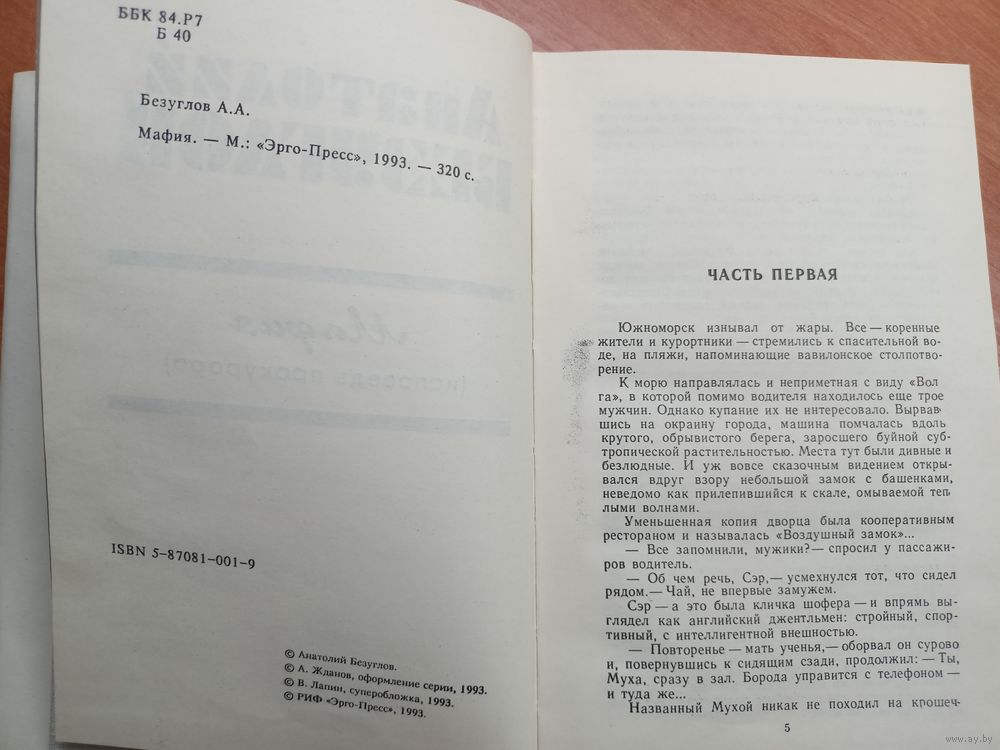 ББК 84.Р7
Б 40
Безуглов А.А.
Мафия. — М.: «Эрго-Пресс», 1993. — 320 с.
ISBN 5-87081-001-9
© Анатолий Безуглов.
© А. Жданов, оформление серии, 1993.
© В. Лапин, суперобложка, 1993.
© РИФ «Эрго-Пресс», 1993.
ЧАСТЬ ПЕРВАЯ
Южноморск изнывал от жары. Все — коренные
жители и курортники — стремились к спасительной во-
де, на пляжи, напоминающие вавилонское столпотво-
рение.
К морю направлялась и неприметная с виду «Вол
га», в которой помимо водителя находилось еще трое
мужчин. Однако купание их не интересовало. Вырвав
шись на окраину города, машина помчалась вдоль
крутого, обрывистого берега, заросшего буйной суб-
тропической растительностью. Места тут были дивные и
безлюдные. И уж вовсе сказочным видением откры-
вался вдруг взору небольшой замок с башенками,
неведомо как прилепившийся к скале, омываемой теп
лыми волнами.
Уменьшенная копия дворца была кооперативным
рестораном и называлась «Воздушный замок»...
— Все запомнили, мужики?— спросил у пассажи-
ров водитель.
— Об чем речь, Сэр,— усмехнулся тот, что сидел
рядом.— Чай, не впервые замужем.
Сэр — а это была кличка шофера — и впрямь вы-
глядел как английский джентльмен: стройный, спор-
тивный, с интеллигентной внешностью.
— Повторенье — мать ученья,— оборвал он сурово
и, повернувшись к сидящим сзади, продолжил: — Ты,
Муха, сразу в зал. Борода управится с телефоном —
и туда же...
Названный Мухой никак не походил на крошеч-
5
www.ay.by